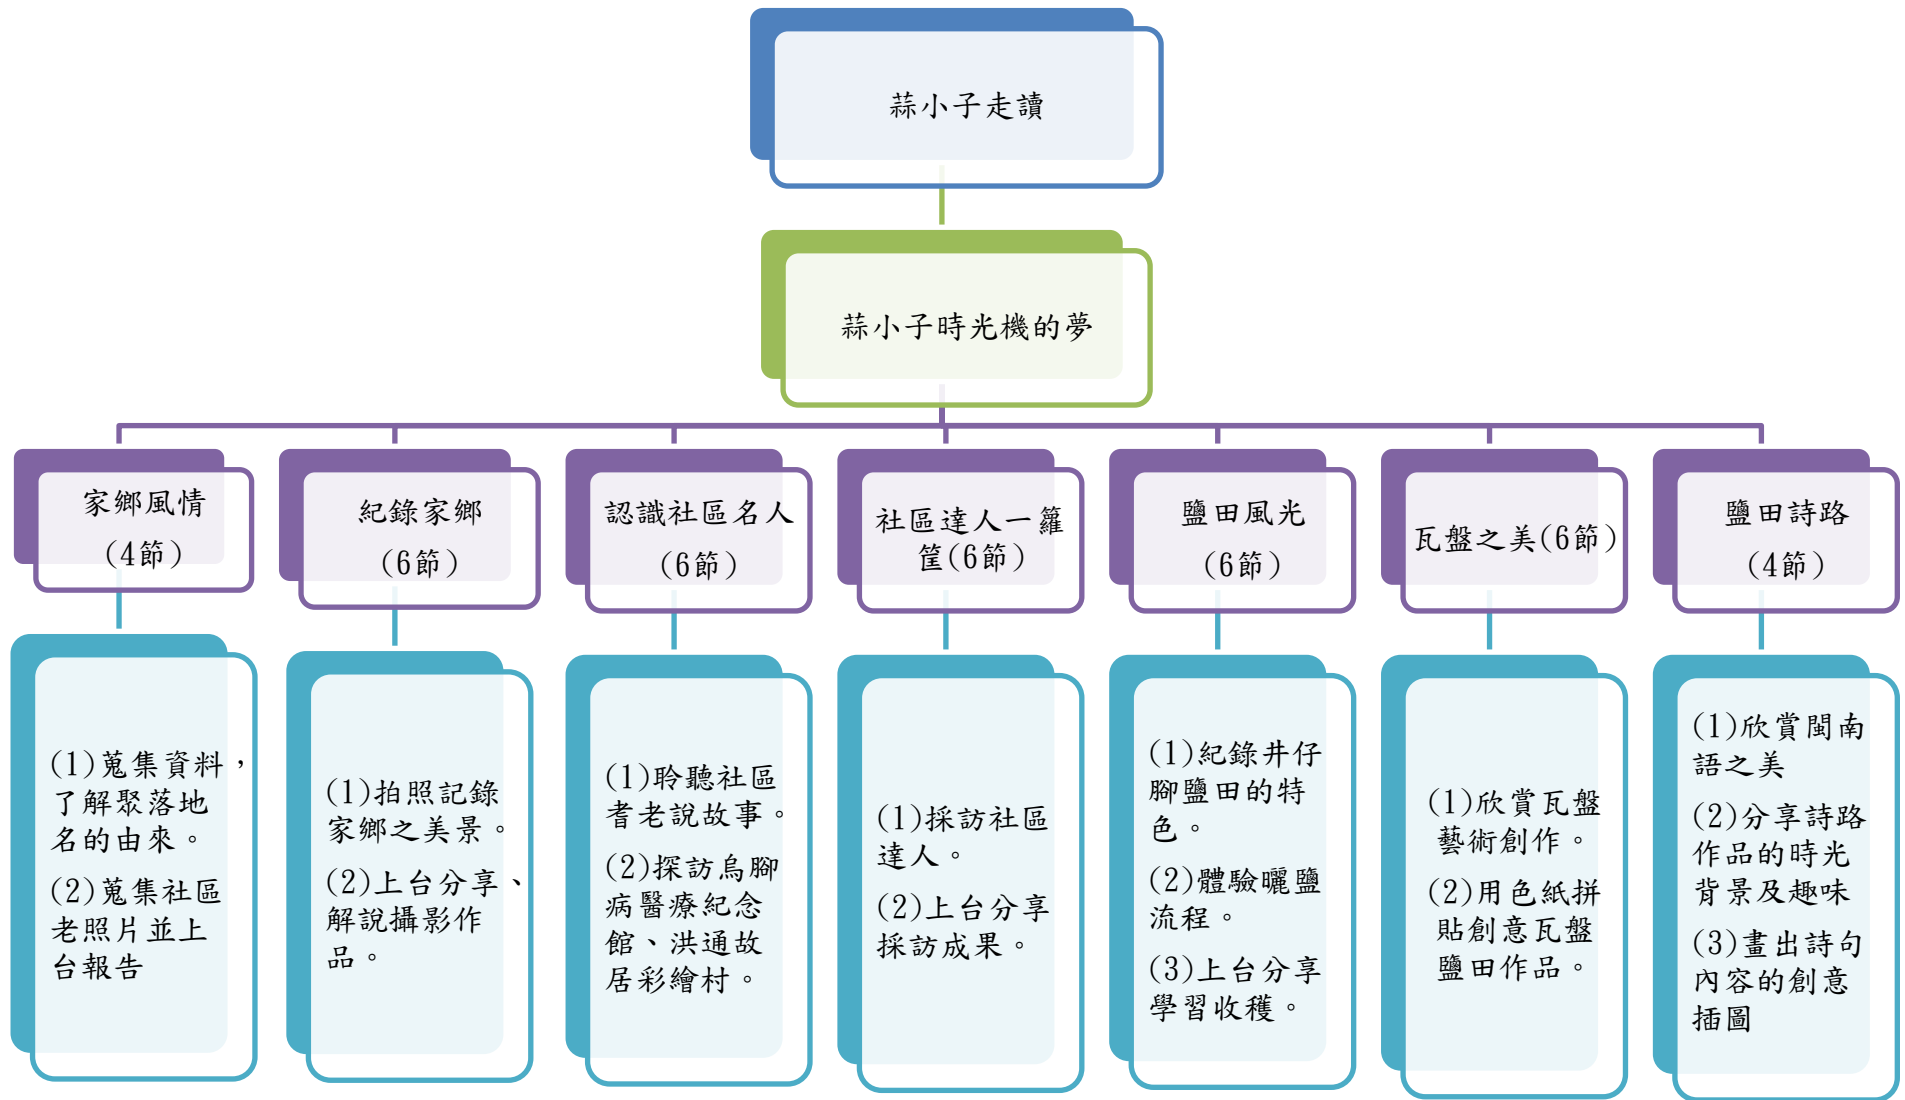 蒜小子走讀
蒜小子時光機的夢
家鄉風情
(4節)
紀錄家鄉
(6節)
認識社區名人
(6節)
社區達人一籮
筐(6節)
鹽田風光
(6節)
瓦盤之美(6節)
鹽田詩路
(4節)
(1)蒐集資料，
了解聚落地
名的由來。
(2)蒐集社區
老照片並上
台報告
(1)拍照記錄
家鄉之美景。
(2)上台分享、
解說攝影作
品。
(1)聆聽社區
耆老說故事。
(2)探訪烏腳
病醫療紀念
館、洪通故
居彩繪村。
(1)採訪社區
達人。
(2)上台分享
採訪成果。
(1)紀錄井仔
腳鹽田的特
色。
(2)體驗曬鹽
流程。
(3)上台分享
學習收穫。
(1)欣賞瓦盤
藝術創作。
(2)用色紙拼
貼創意瓦盤
鹽田作品。
(1)欣賞閩南
語之美
(2)分享詩路
作品的時光
背景及趣味
(3)畫出詩句
內容的創意
插圖